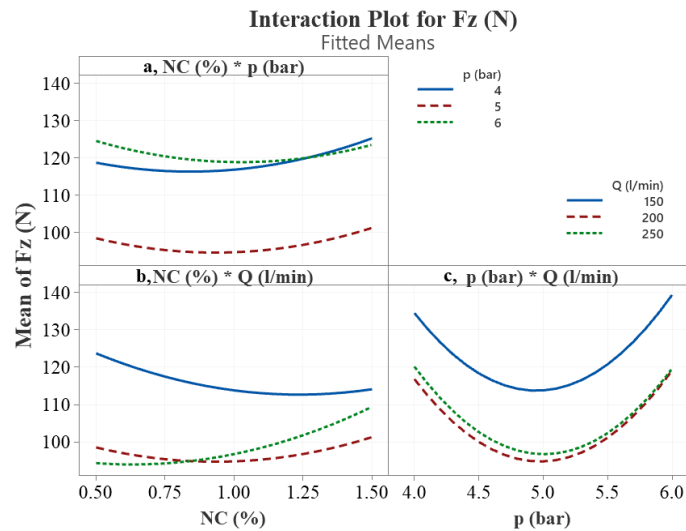 Interaction Plot for Fz (N)
Fitted Means
a, NC (%) * p (bar)
p (bar)
4
5
6
Q (l/min)
150
200
250
Mean of Fz (N)
140
130
120
110
100
b, NC (%) * Q (l/min)
c, p (bar) * Q (l/min)
140
130
120
110
100
0.50 0.75 1.00 1.25 1.50
4.0 4.5 5.0 5.5 6.0
NC (%)
p (bar)